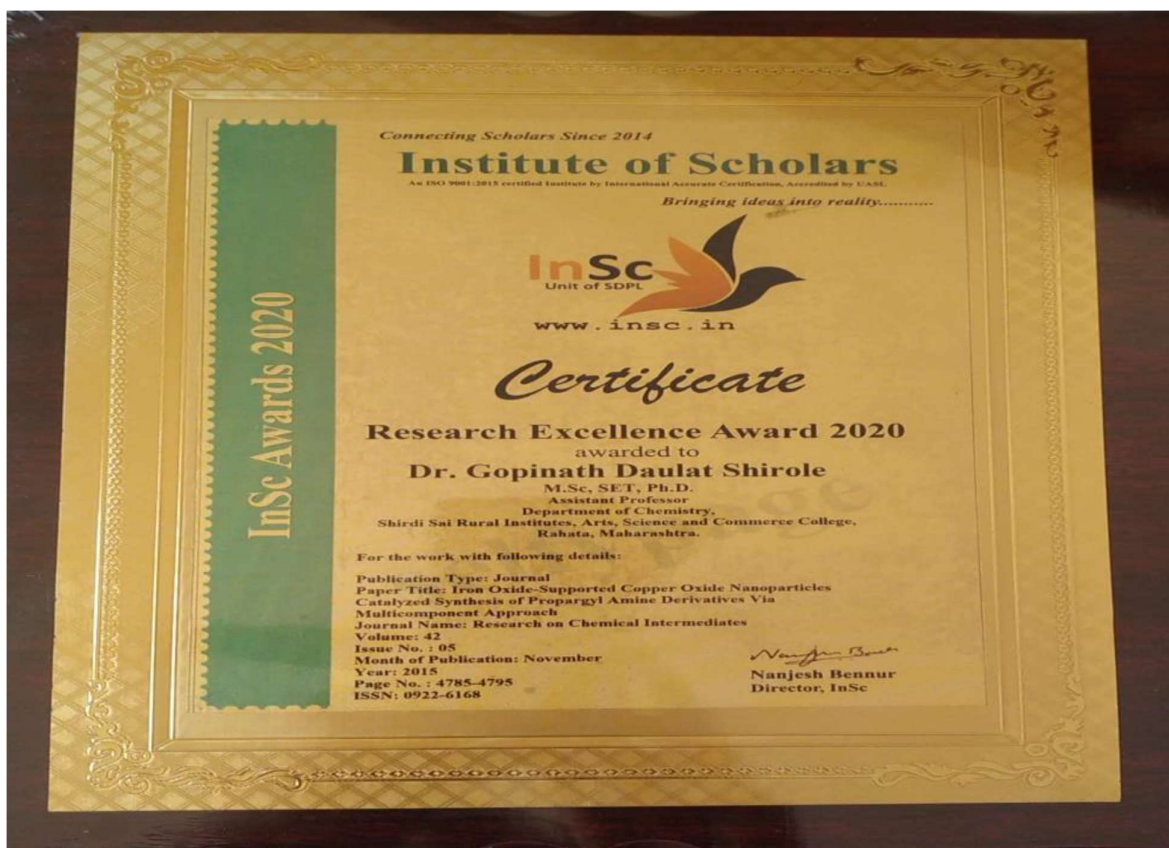 Connecting Scholars Since 2014
Institute of Scholars
An ISO 9001:2015 certified Institute by International Accurate Certification, Accredited by UASL
Bringing ideas into reality...........
InSc
Unit of SDPL
www.insc.in
Certificate
Research Excellence Award 2020
awarded to
Dr. Gopinath Daulat Shirole
M.Sc, SET, Ph.D.
Assistant Professor
Department of Chemistry,
Shirdi Sai Rural Institutes, Arts, Science and Commerce College,
Rahata, Maharashtra.
For the work with following details:
Publication Type: Journal
Paper Title: Iron Oxide-Supported Copper Oxide Nanoparticles
Catalyzed Synthesis of Propargyl Amine Derivatives Via
Multicomponent Approach
Journal Name: Research on Chemical Intermediates
Volume: 42
Issue No. : 05
Month of Publication: November
Year: 2015
Page No. : 4785-4795
ISSN: 0922-6168
Nanjesh Bennur
Director, InSc
InSc Awards 2020